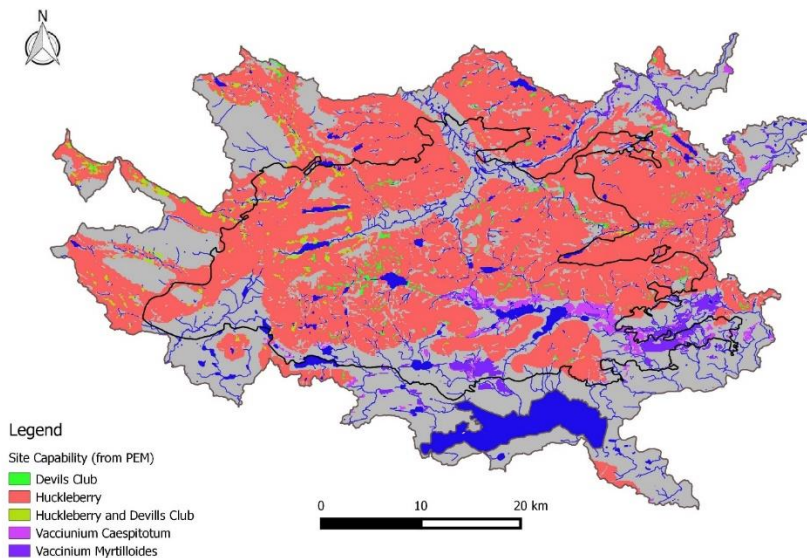 N
Legend
Site Capability (from PEM)
Devils Club
Huckleberry
Huckleberry and Devills Club
Vacciunium Caespitotum
Vaccinium Myrtilloides
0 10 20 km